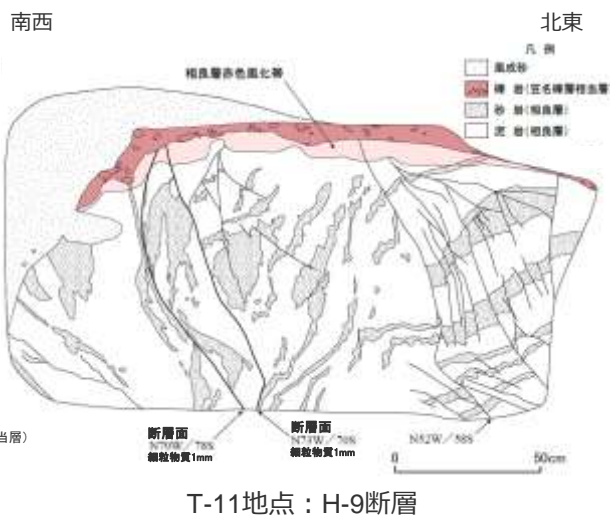 南西
北東
凡 例
風成砂
礫 岩(笠名礫層相当層)
砂 岩(相良層)
泥 岩(相良層)
相良層赤色風化帯
当層)
断層面
N79W/78S
細粒物質1mm
断層面
N73W/70S
細粒物質1mm
N52W/58S
0
50cm
T-11地点：H-9断層